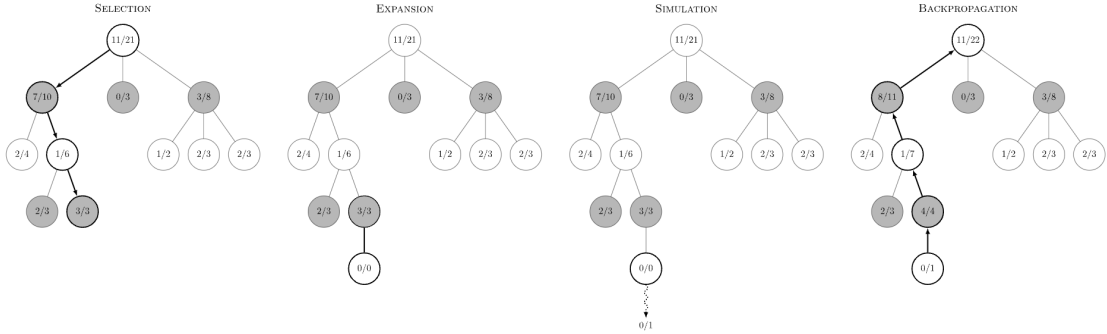 SELECTION
11/21
7/10 0/3 3/8
2/4 1/6 1/2 2/3 2/3
2/3 3/3
EXPANSION
11/21
7/10 0/3 3/8
2/4 1/6 1/2 2/3 2/3
2/3 3/3
0/0
SIMULATION
11/21
7/10 0/3 3/8
2/4 1/6 1/2 2/3 2/3
2/3 3/3
0/0
0/1
BACKPROPAGATION
11/22
8/11 0/3 3/8
2/4 1/7 1/2 2/3 2/3
2/3 4/4
0/1